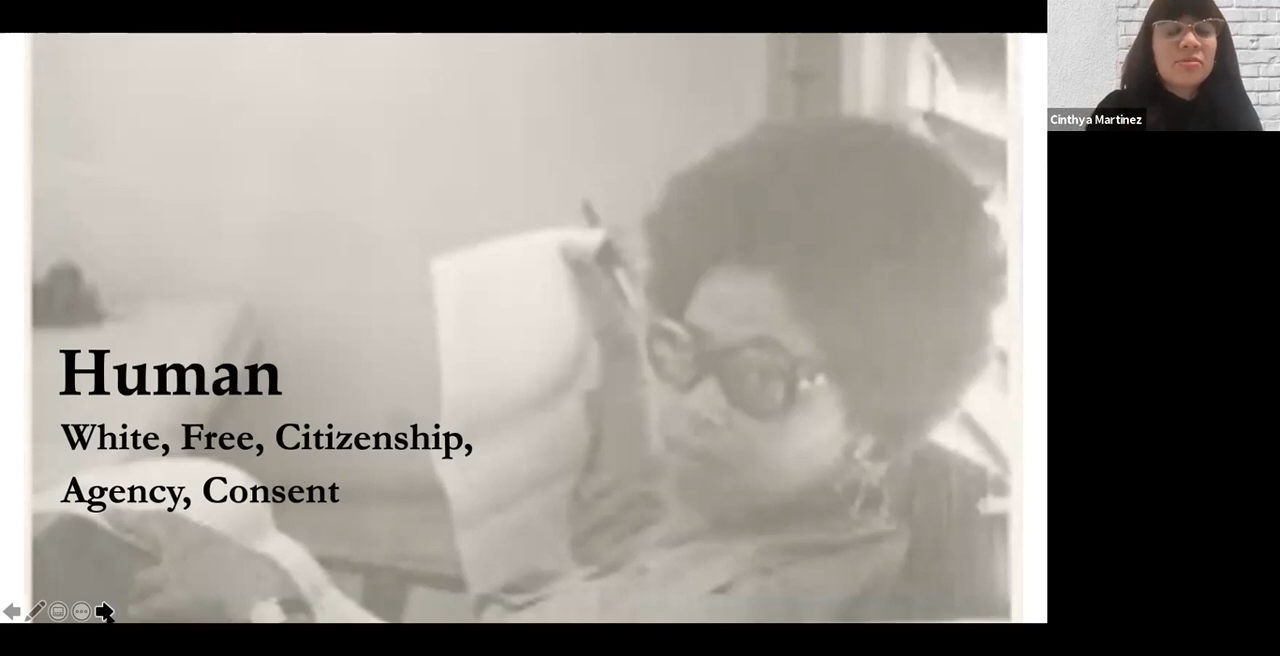 Cinthya Martinez
Human
White, Free, Citizenship,
Agency, Consent